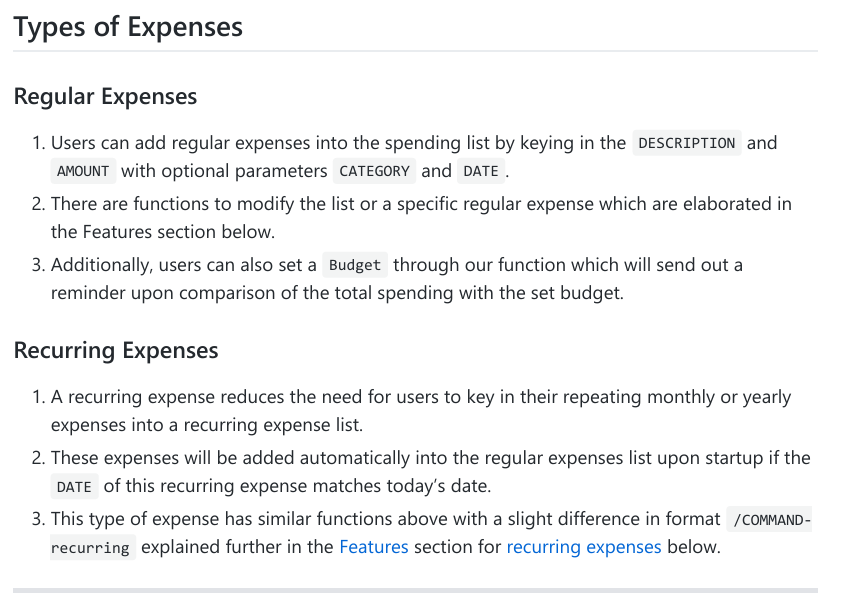 Types of Expenses
Regular Expenses
1. Users can add regular expenses into the spending list by keying in the DESCRIPTION and
AMOUNT with optional parameters CATEGORY and DATE.
2. There are functions to modify the list or a specific regular expense which are elaborated in
the Features section below.
3. Additionally, users can also set a Budget through our function which will send out a
reminder upon comparison of the total spending with the set budget.
Recurring Expenses
1. A recurring expense reduces the need for users to key in their repeating monthly or yearly
expenses into a recurring expense list.
2. These expenses will be added automatically into the regular expenses list upon startup if the
DATE of this recurring expense matches today’s date.
3. This type of expense has similar functions above with a slight difference in format /COMMAND-
recurring explained further in the Features section for recurring expenses below.